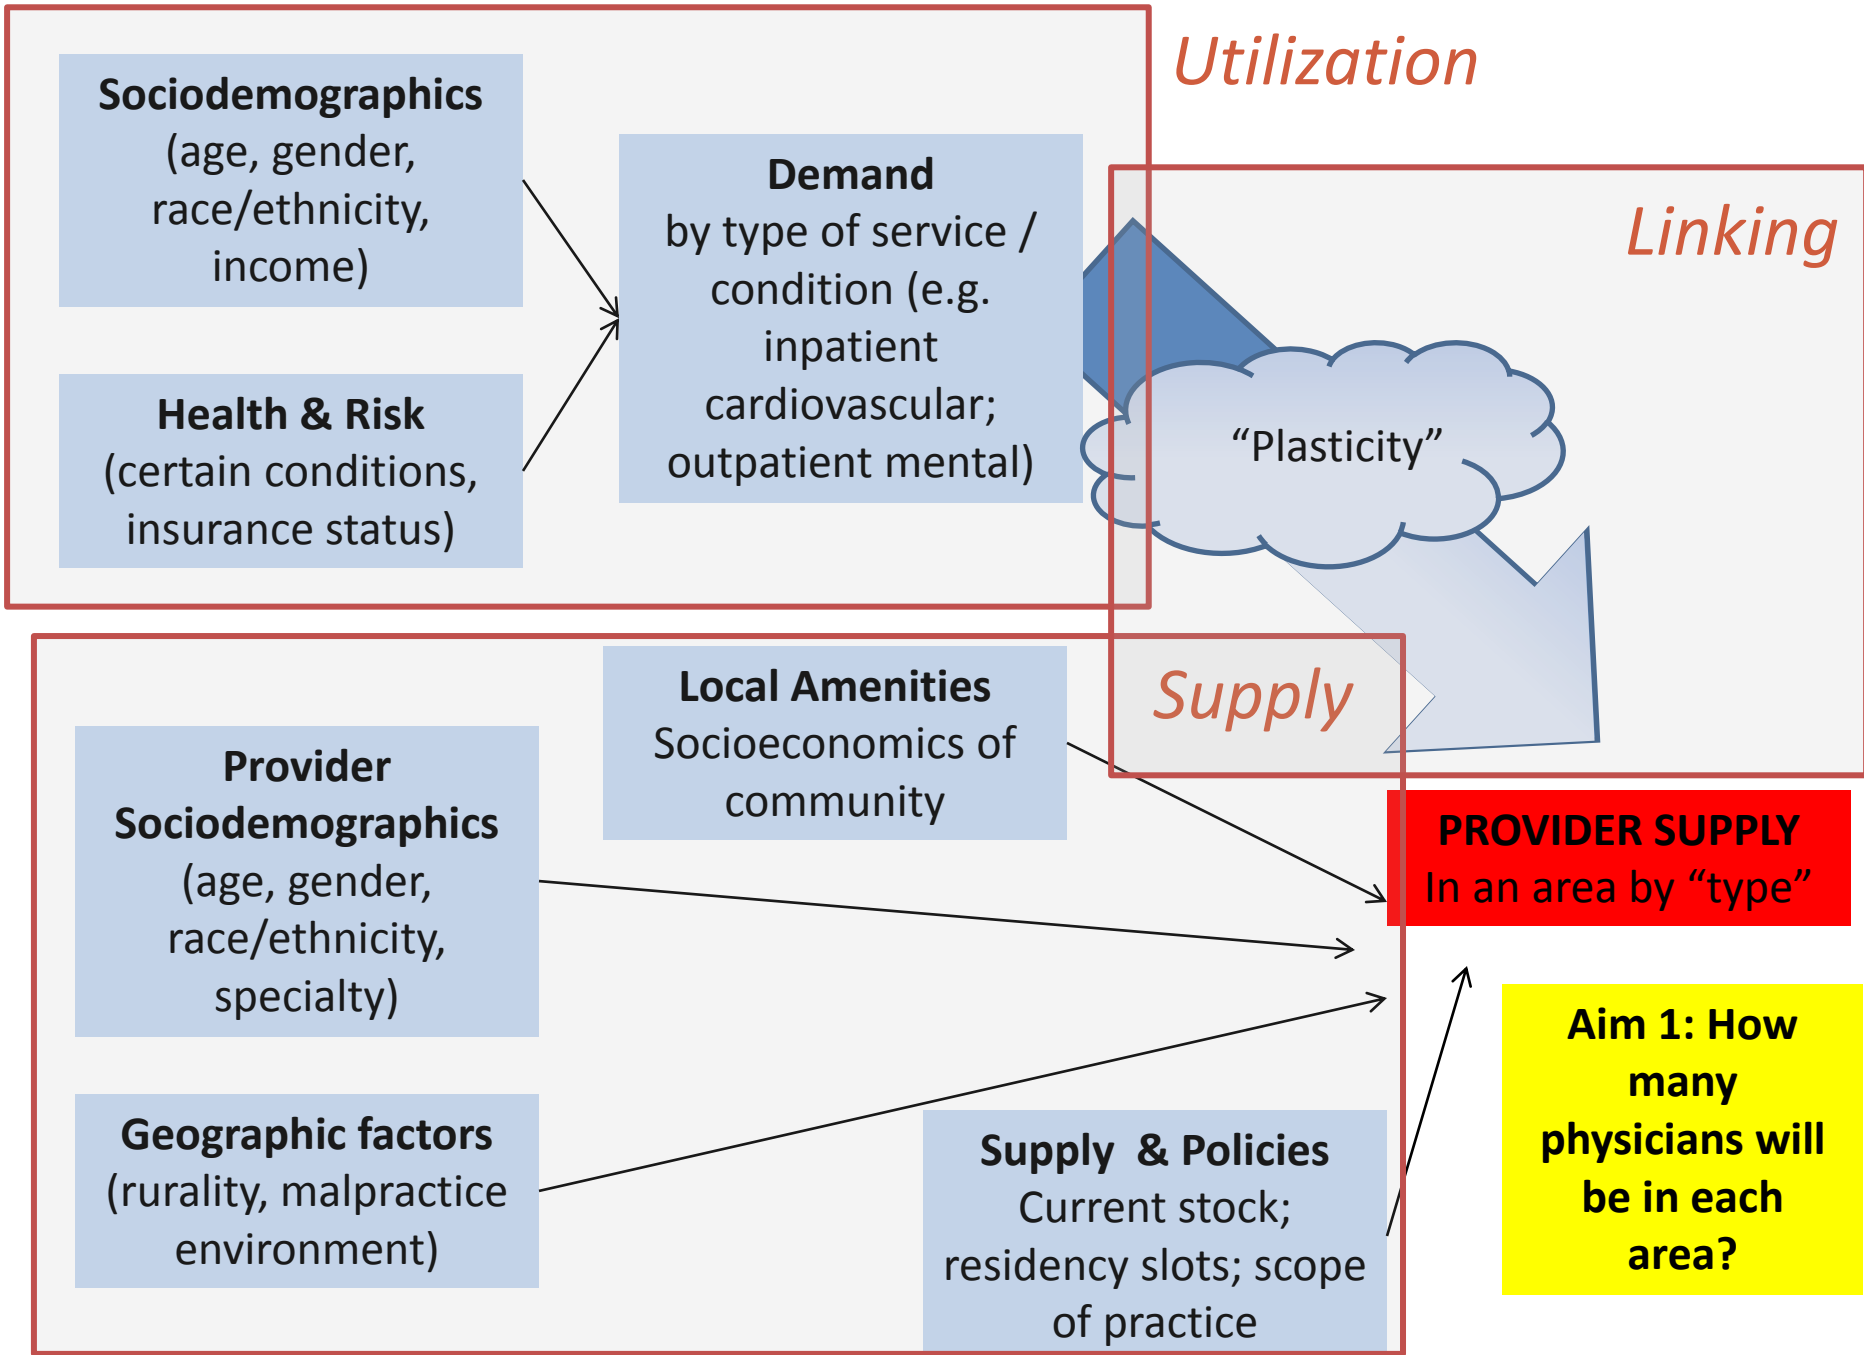 Utilization
Sociodemographics
(age, gender,
race/ethnicity,
income)
Health & Risk
(certain conditions,
insurance status)
Demand
by type of service /
condition (e.g.
inpatient
cardiovascular;
outpatient mental)
Linking
“Plasticity”
Supply
Local Amenities
Socioeconomics of
community
Provider
Sociodemographics
(age, gender,
race/ethnicity,
specialty)
Geographic factors
(rurality, malpractice
environment)
Supply & Policies
Current stock;
residency slots; scope
of practice
PROVIDER SUPPLY
In an area by “type”
Aim 1: How
many
physicians will
be in each
area?